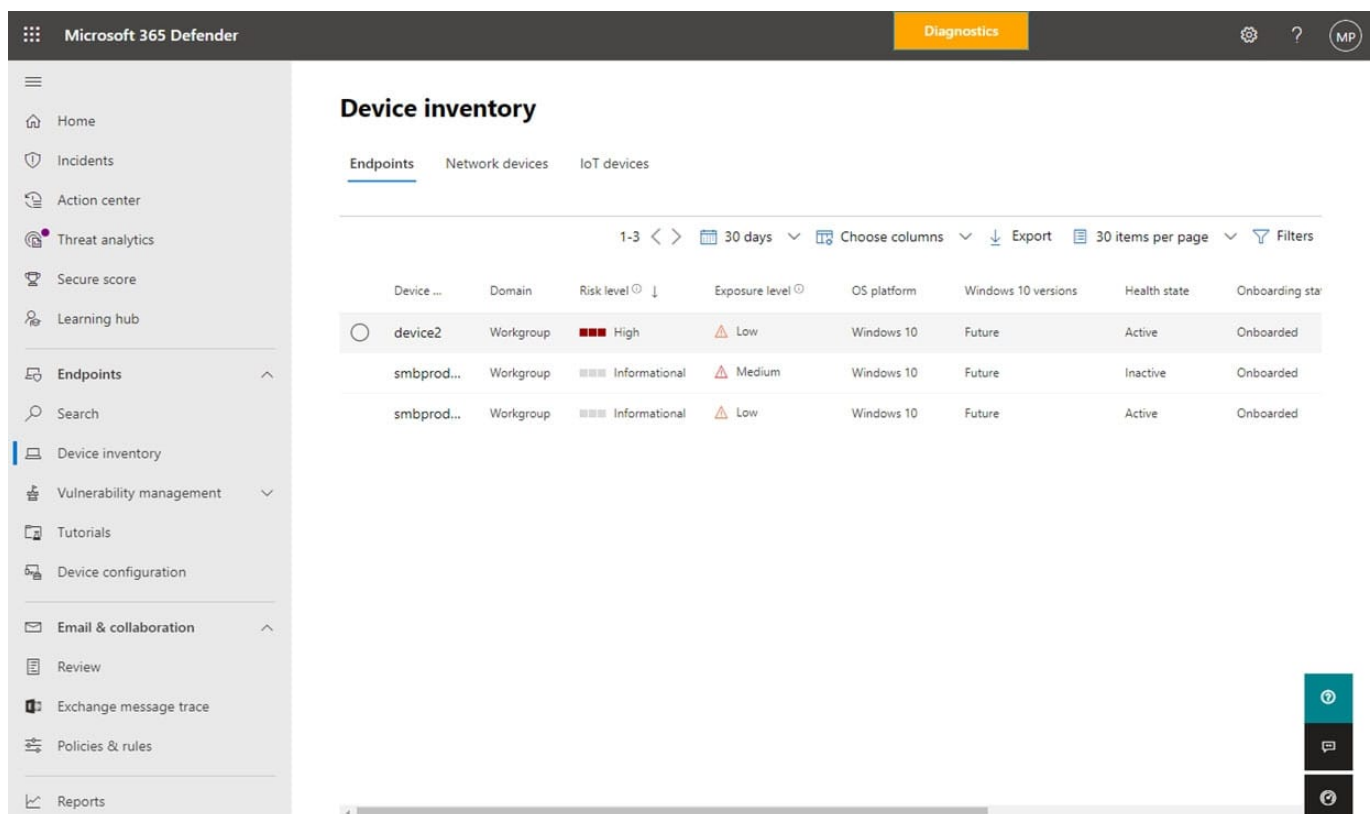 Microsoft 365 Defender
Diagnostics
?
MP
Home
Incidents
Action center
Threat analytics
Secure score
Learning hub
Endpoints
Search
Device inventory
Vulnerability management
Tutorials
Device configuration
Email & collaboration
Review
Exchange message trace
Policies & rules
Reports
Device inventory
Endpoints Network devices IoT devices
1-3 30 days Choose columns Export 30 items per page Filters
Device ... Domain Risk level Exposure level OS platform Windows 10 versions Health state Onboarding sta
device2 Workgroup High Low Windows 10 Future Active Onboarded
smbprod... Workgroup Informational Medium Windows 10 Future Inactive Onboarded
smbprod... Workgroup Informational Low Windows 10 Future Active Onboarded